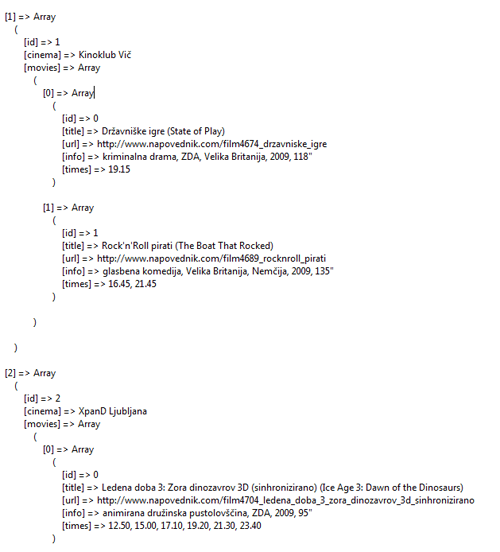 [1] => Array
(
[id] => 1
[cinema] => Kinoklub Vič
[movies] => Array
(
[0] => Array
(
[id] => 0
[title] => Državniške igre (State of Play)
[url] => http://www.napovednik.com/film4674_drzavniske_igre
[info] => kriminalna drama, ZDA, Velika Britanija, 2009, 118"
[times] => 19.15
)
[1] => Array
(
[id] => 1
[title] => Rock'n'Roll pirati (The Boat That Rocked)
[url] => http://www.napovednik.com/film4689_rocknroll_pirati
[info] => glasbena komedija, Velika Britanija, Nemčija, 2009, 135"
[times] => 16.45, 21.45
)
)
)
[2] => Array
(
[id] => 2
[cinema] => XpanD Ljubljana
[movies] => Array
(
[0] => Array
(
[id] => 0
[title] => Ledena doba 3: Zora dinozavrov 3D (sinhronizirano) (Ice Age 3: Dawn of the Dinosaurs)
[url] => http://www.napovednik.com/film4704_ledena_doba_3_zora_dinozavrov_3d_sinhronizirano
[info] => animirana družinska pustolovščina, ZDA, 2009, 95"
[times] => 12.50, 15.00, 17.10, 19.20, 21.30, 23.40
)